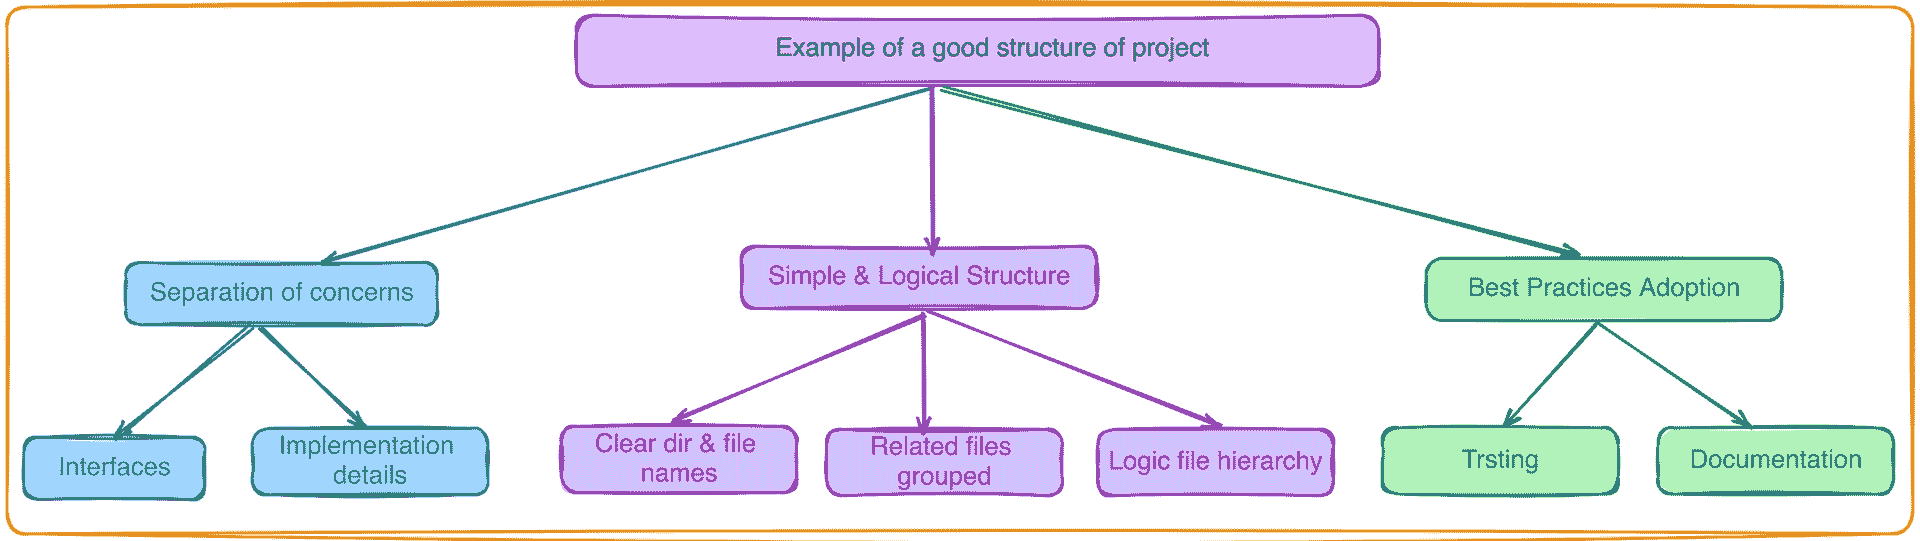 Example of a good structure of project
Separation of concerns
Simple & Logical Structure
Best Practices Adoption
Interfaces
Implementation
details
Clear dir & file
names
Related files
grouped
Logic file hierarchy
Trsting
Documentation